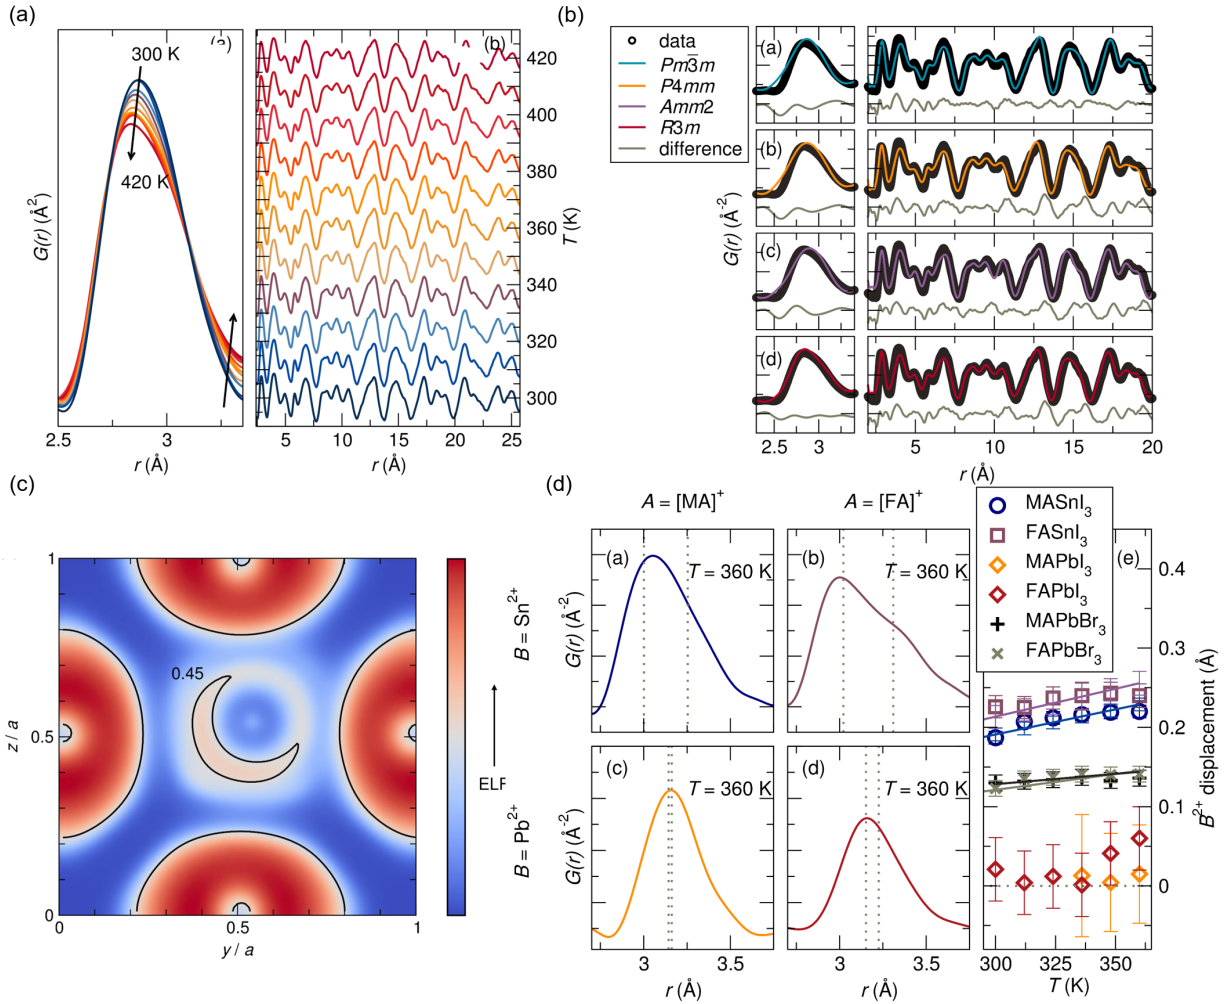 (a)
(b)
300 K
420 K
G(r) (Å²)
2.5
3
r (Å)
(b)
420
400
380
360
340
320
300
T (K)
5
10
15
20
25
r (Å)
data
Pm3̅m
P4mm
Amm2
R3m
difference
(a)
(b)
(c)
(d)
G(r) (Å⁻²)
2.5
3
5
10
15
20
r (Å)
(c)
1
0.5
0
z / a
0.45
0
0.5
1
y / a
(d)
A = [MA]⁺
A = [FA]⁺
B = Sn²⁺
B = Pb²⁺
(a)
T = 360 K
G(r) (Å⁻²)
(b)
T = 360 K
(c)
T = 360 K
G(r) (Å⁻²)
(d)
T = 360 K
3
3.5
3
3.5
r (Å)
r (Å)
MASnI₃
FASnI₃
MAPbI₃
FAPbI₃
MAPbBr₃
FAPbBr₃
(e)
0.4
0.3
0.2
0.1
0
B²⁺ displacement (Å)
300
320
340
360
T (K)